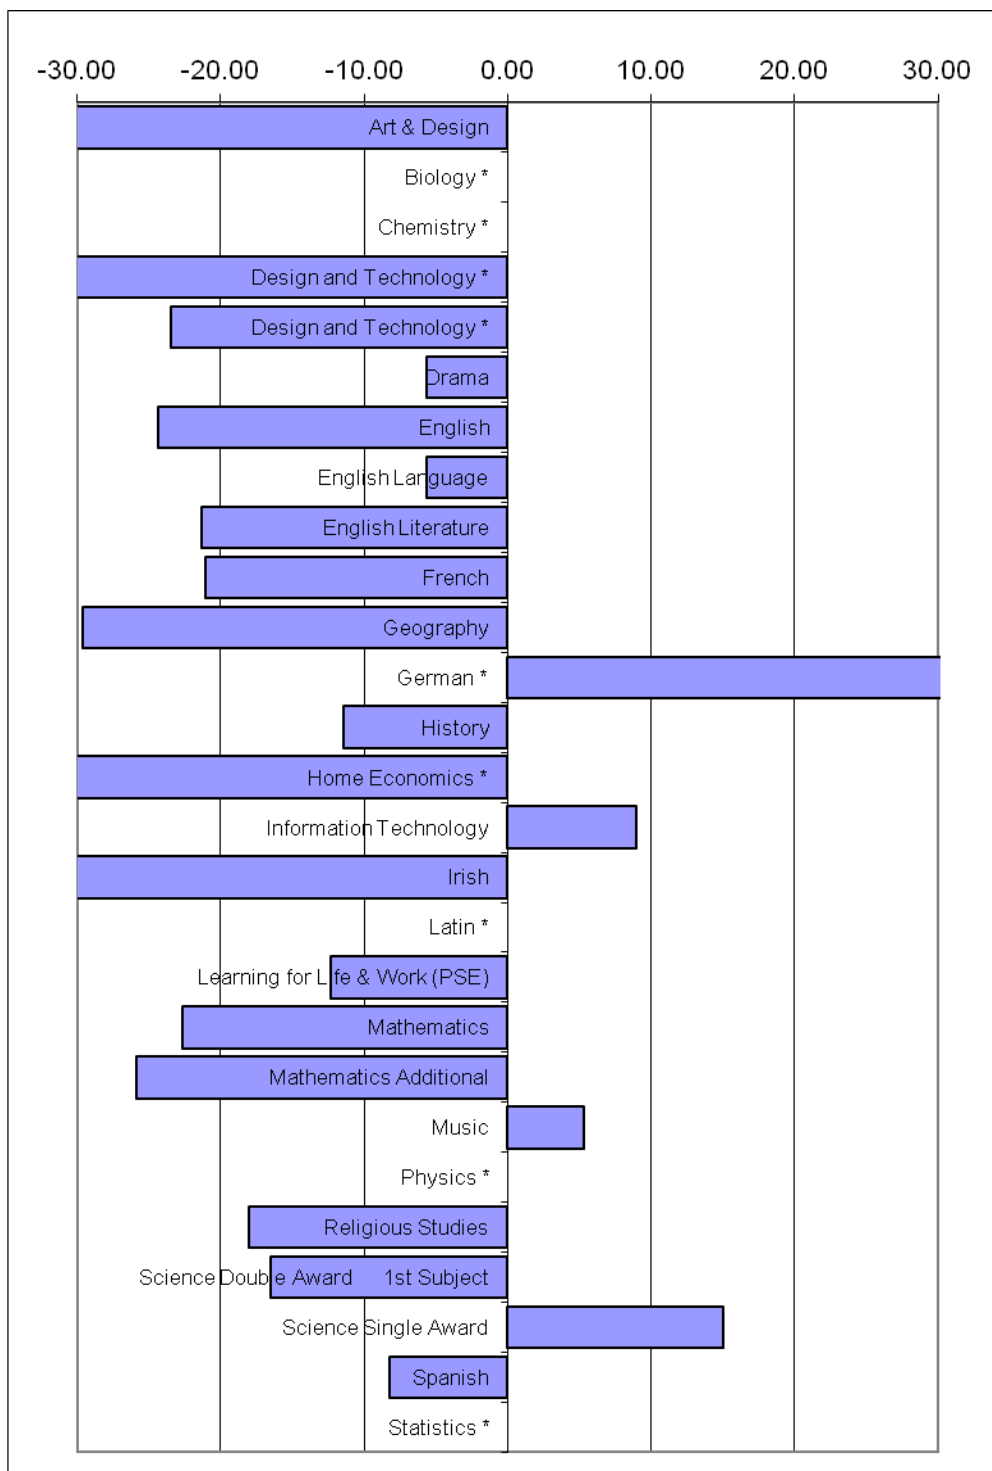 -30.00 -20.00 -10.00 0.00 10.00 20.00 30.00
Art & Design
Biology *
Chemistry *
Design and Technology *
Design and Technology *
Drama
English
English Language
English Literature
French
Geography
German *
History
Home Economics *
Information Technology
Irish
Latin *
Learning for Life & Work (PSE)
Mathematics
Mathematics Additional
Music
Physics *
Religious Studies
Science Double Award 1st Subject
Science Single Award
Spanish
Statistics *